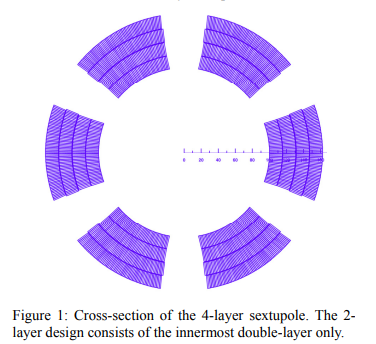 0 20 40 60 80
Figure 1: Cross-section of the 4-layer sextupole. The 2-
layer design consists of the innermost double-layer only.